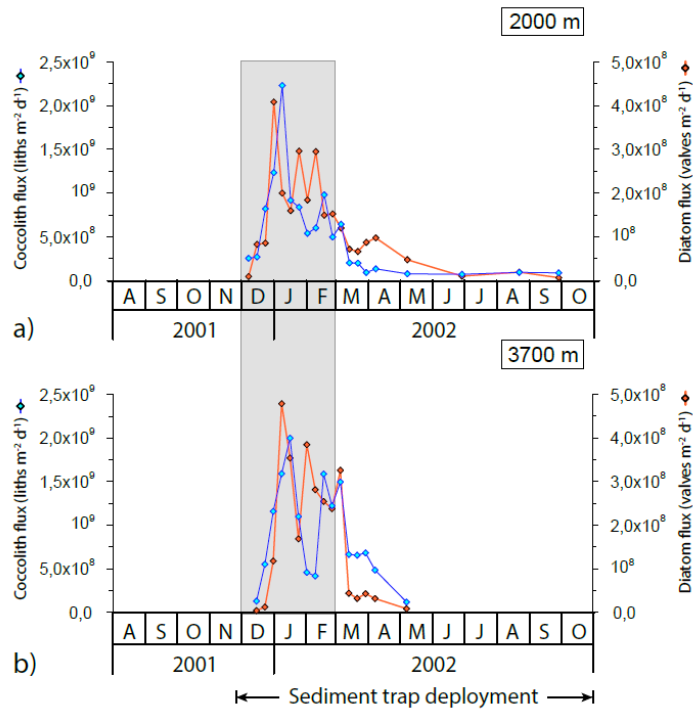 2000 m
Coccolith flux (liths m⁻² d⁻¹)
2,5x10⁹
2,0x10⁹
1,5x10⁹
10⁹
5,0x10⁸
0,0
5,0x10⁸
4,0x10⁸
3,0x10⁸
2,0x10⁸
10⁸
0,0
Diatom flux (valves m⁻² d⁻¹)
A S O N D J F M A M J J A S O
2001 2002
a)
3700 m
Coccolith flux (liths m⁻² d⁻¹)
2,5x10⁹
2,0x10⁹
1,5x10⁹
10⁹
5,0x10⁸
0,0
5,0x10⁸
4,0x10⁸
3,0x10⁸
2,0x10⁸
10⁸
0,0
Diatom flux (valves m⁻² d⁻¹)
A S O N D J F M A M J J A S O
2001 2002
b)
Sediment trap deployment